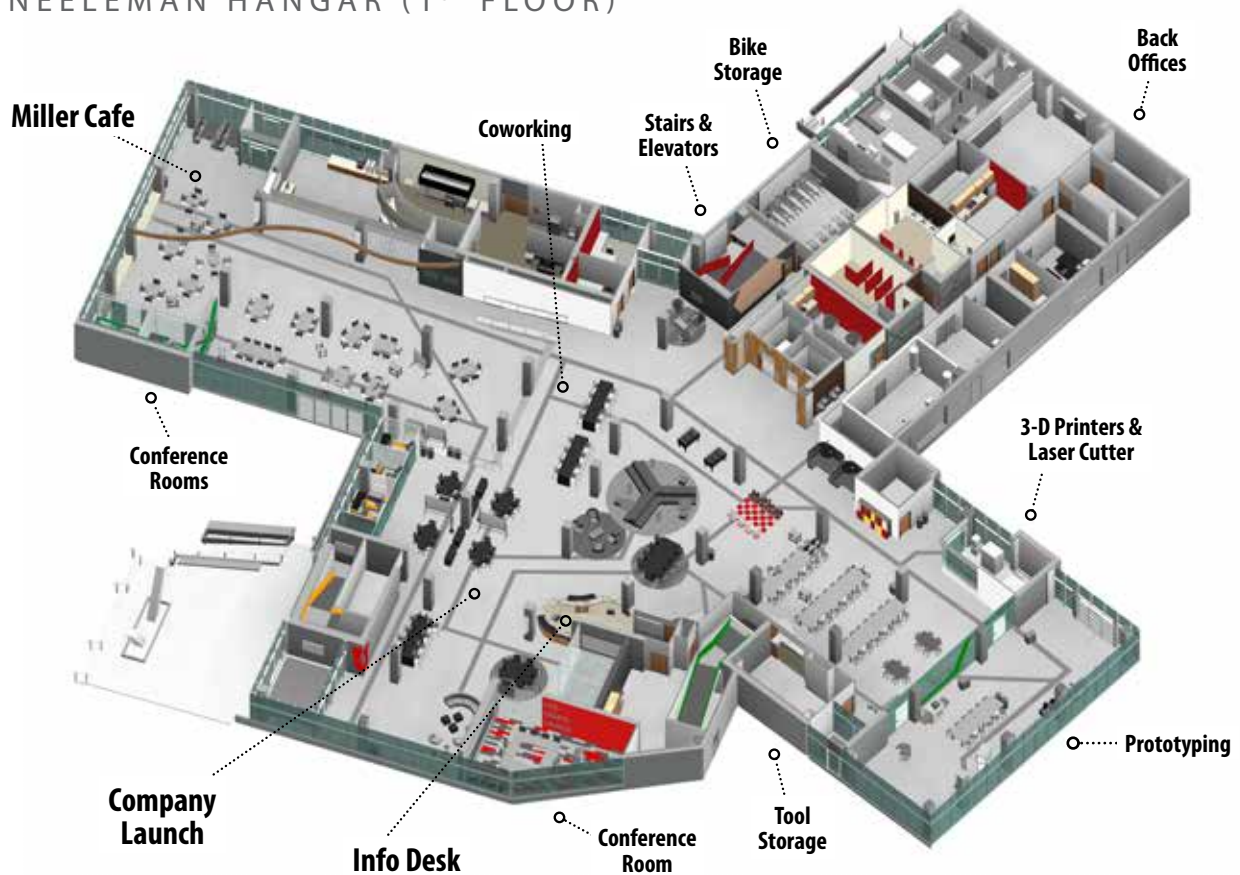 NEELEMAN HANGAR (1ST FLOOR)
Bike
Storage
Back
Offices
Miller Cafe
Coworking
Stairs &
Elevators
Conference
Rooms
3-D Printers &
Laser Cutter
Prototyping
Company
Launch
Info Desk
Conference
Room
Tool
Storage